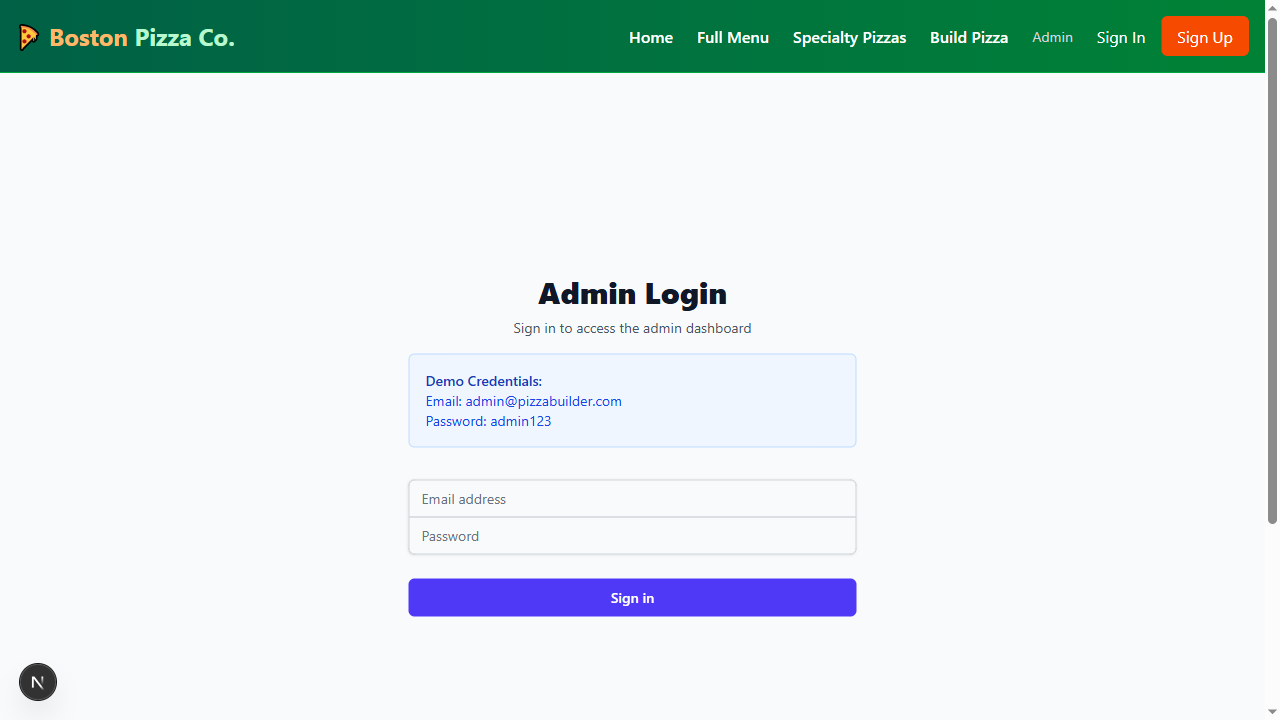 Boston Pizza Co.
Home
Full Menu
Specialty Pizzas
Build Pizza
Admin
Sign In
Sign Up
Admin Login
Sign in to access the admin dashboard
Demo Credentials:
Email: admin@pizzabuilder.com
Password: admin123
Email address
Password
Sign in
N